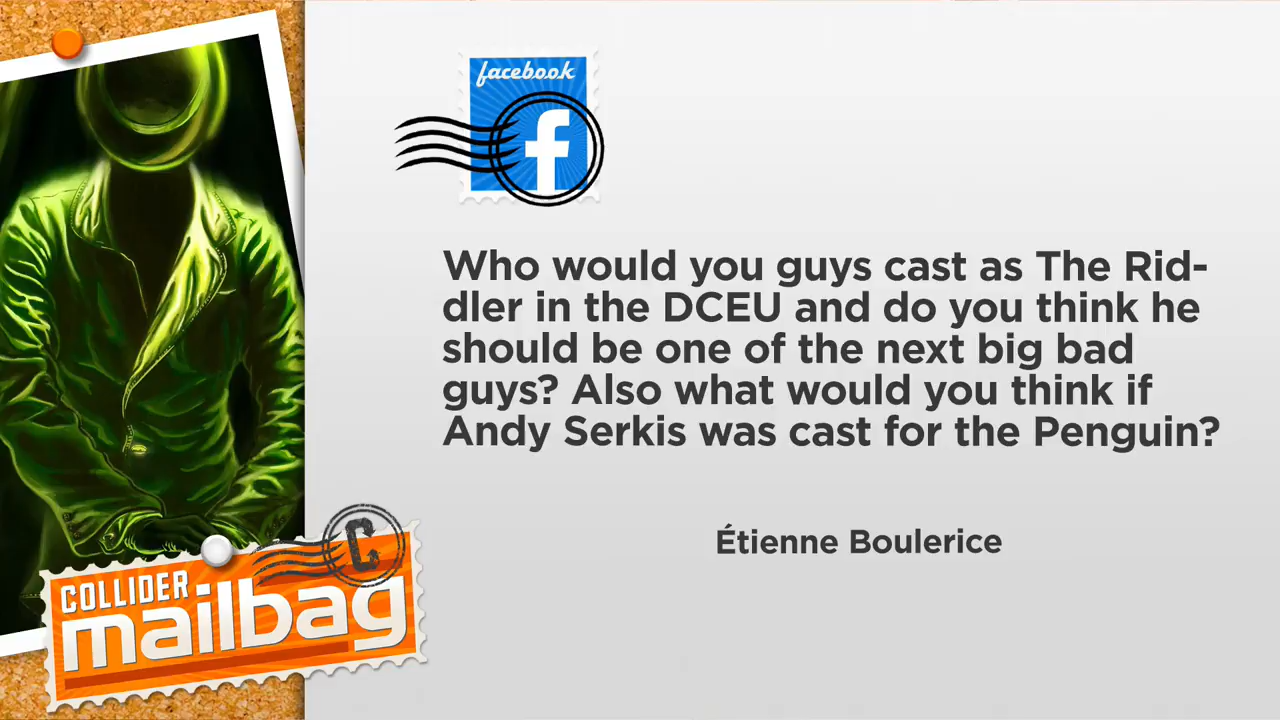 facebook
f
Who would you guys cast as The Rid-
dler in the DCEU and do you think he
should be one of the next big bad
guys? Also what would you think if
Andy Serkis was cast for the Penguin?
Étienne Boulerice
C
COLLIDER
mailbag